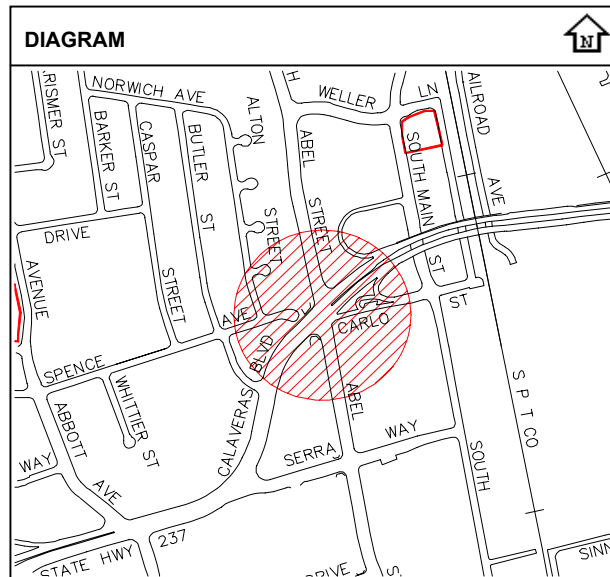 DIAGRAM
N
NORWICH AVE
RISMER ST
BARKER ST
CASPAR
STREET
BUTLER
ST
ALTON
STREET
H
ABEL
STREET
WELLER
LN
SOUTH MAIN
ST
AILROAD
AVE
DRIVE
AVENUE
SPENCE
AVE
CARLO
ST
BLVD
CALAVERAS
WHITTIER ST
ABBOTT
AVE
WAY
ABEL
SERRA
WAY
SOUTH
S P T CO
237
STATE HWY
DRIVE
S.
SINN